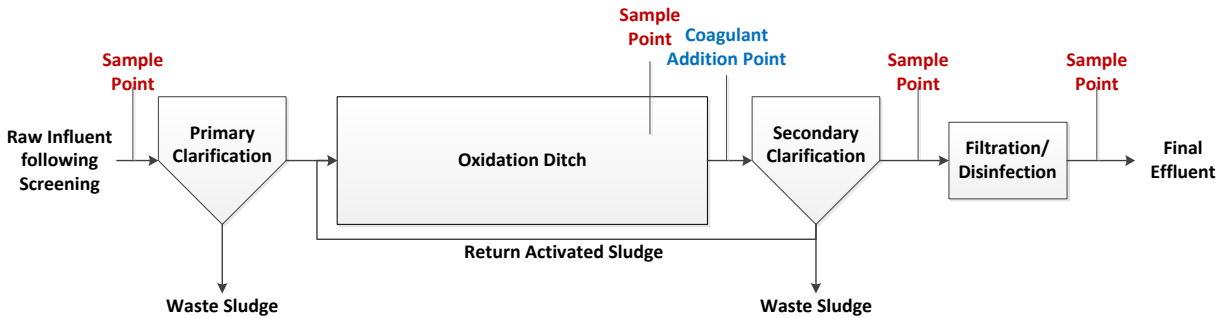 Sample
Point
Raw Influent
following
Screening
Primary
Clarification
Waste Sludge
Oxidation Ditch
Sample
Point
Coagulant
Addition Point
Return Activated Sludge
Secondary
Clarification
Waste Sludge
Sample
Point
Filtration/
Disinfection
Sample
Point
Final
Effluent